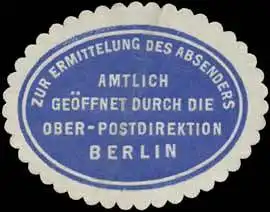 ZUR ERMITTELUNG DES ABSENDERS
AMTLICH
GEÖFFNET DURCH DIE
OBER-POSTDIREKTION
BERLIN